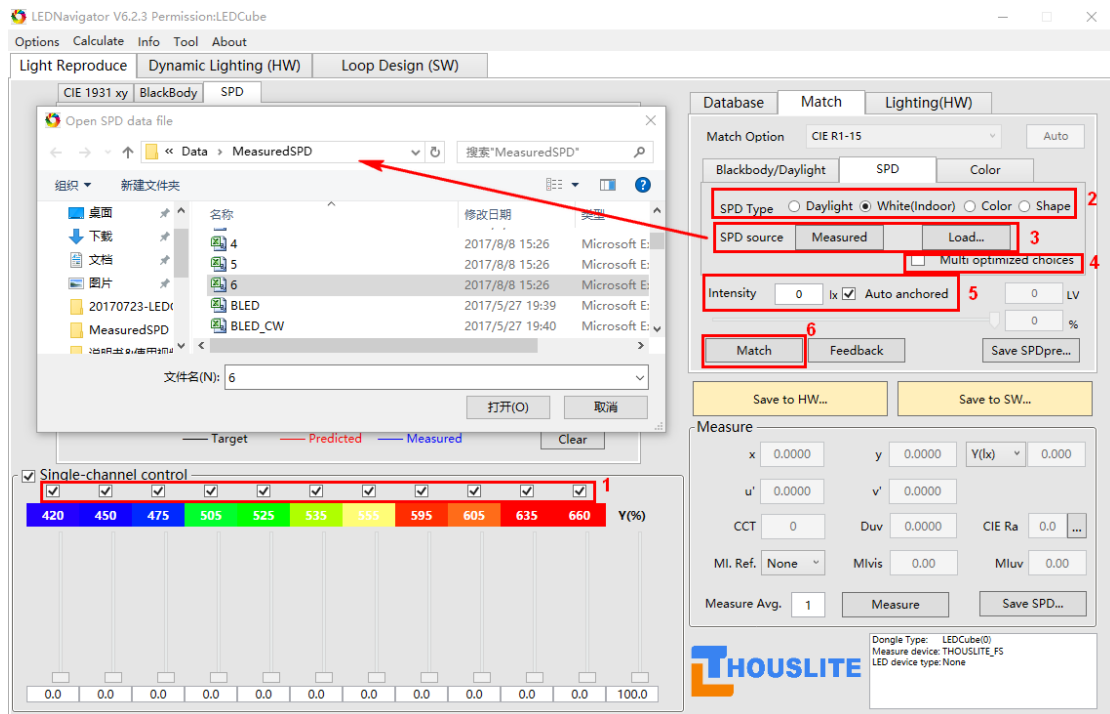 LEDNavigator V6.2.3 Permission:LEDCube
Options Calculate Info Tool About
Light Reproduce Dynamic Lighting (HW) Loop Design (SW)
CIE 1931 xy BlackBody SPD
Open SPD data file
« Data › MeasuredSPD
搜索"MeasuredSPD"
组织 新建文件夹
桌面
下载
文档
图片
20170723-LED
MeasuredSPD
名称 修改日期 类型
4 2017/8/8 15:26 Microsoft E
5 2017/8/8 15:26 Microsoft E
6 2017/8/8 15:26 Microsoft E
BLED 2017/5/27 19:39 Microsoft E
BLED_CW 2017/5/27 19:40 Microsoft E
文件名(N): 6
打开(O) 取消
Target Predicted Measured Clear
Single-channel control
1
420 450 475 505 525 535 555 595 605 635 660 Y(%)
0.0 0.0 0.0 0.0 0.0 0.0 0.0 0.0 0.0 0.0 0.0 100.0
Database Match Lighting(HW)
Match Option CIE R1-15 Auto
Blackbody/Daylight SPD Color
SPD Type Daylight White(Indoor) Color Shape 2
SPD source Measured Load... 3
Multi optimized choices 4
Intensity 0 lx Auto anchored 5 0 LV
0 %
6
Match Feedback Save SPDpre...
Save to HW... Save to SW...
Measure
x 0.0000 y 0.0000 Y(lx) 0.000
u' 0.0000 v' 0.0000
CCT 0 Duv 0.0000 CIE Ra 0.0 ...
MI. Ref. None MIvis 0.00 MIuv 0.00
Measure Avg. 1 Measure Save SPD...
THOUSLITE
Dongle Type: LEDCube(0)
Measure device: THOUSLITE_FS
LED device type: None